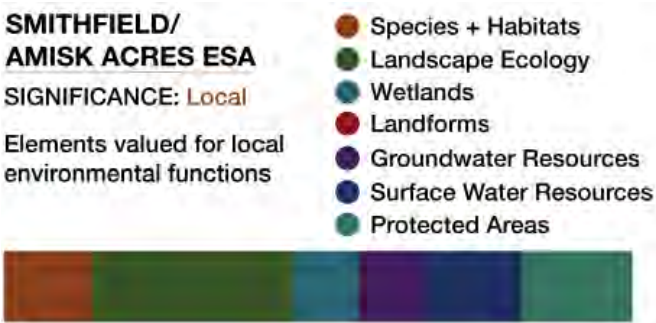 SMITHFIELD/
AMISK ACRES ESA
SIGNIFICANCE: Local
Elements valued for local
environmental functions
Species + Habitats
Landscape Ecology
Wetlands
Landforms
Groundwater Resources
Surface Water Resources
Protected Areas